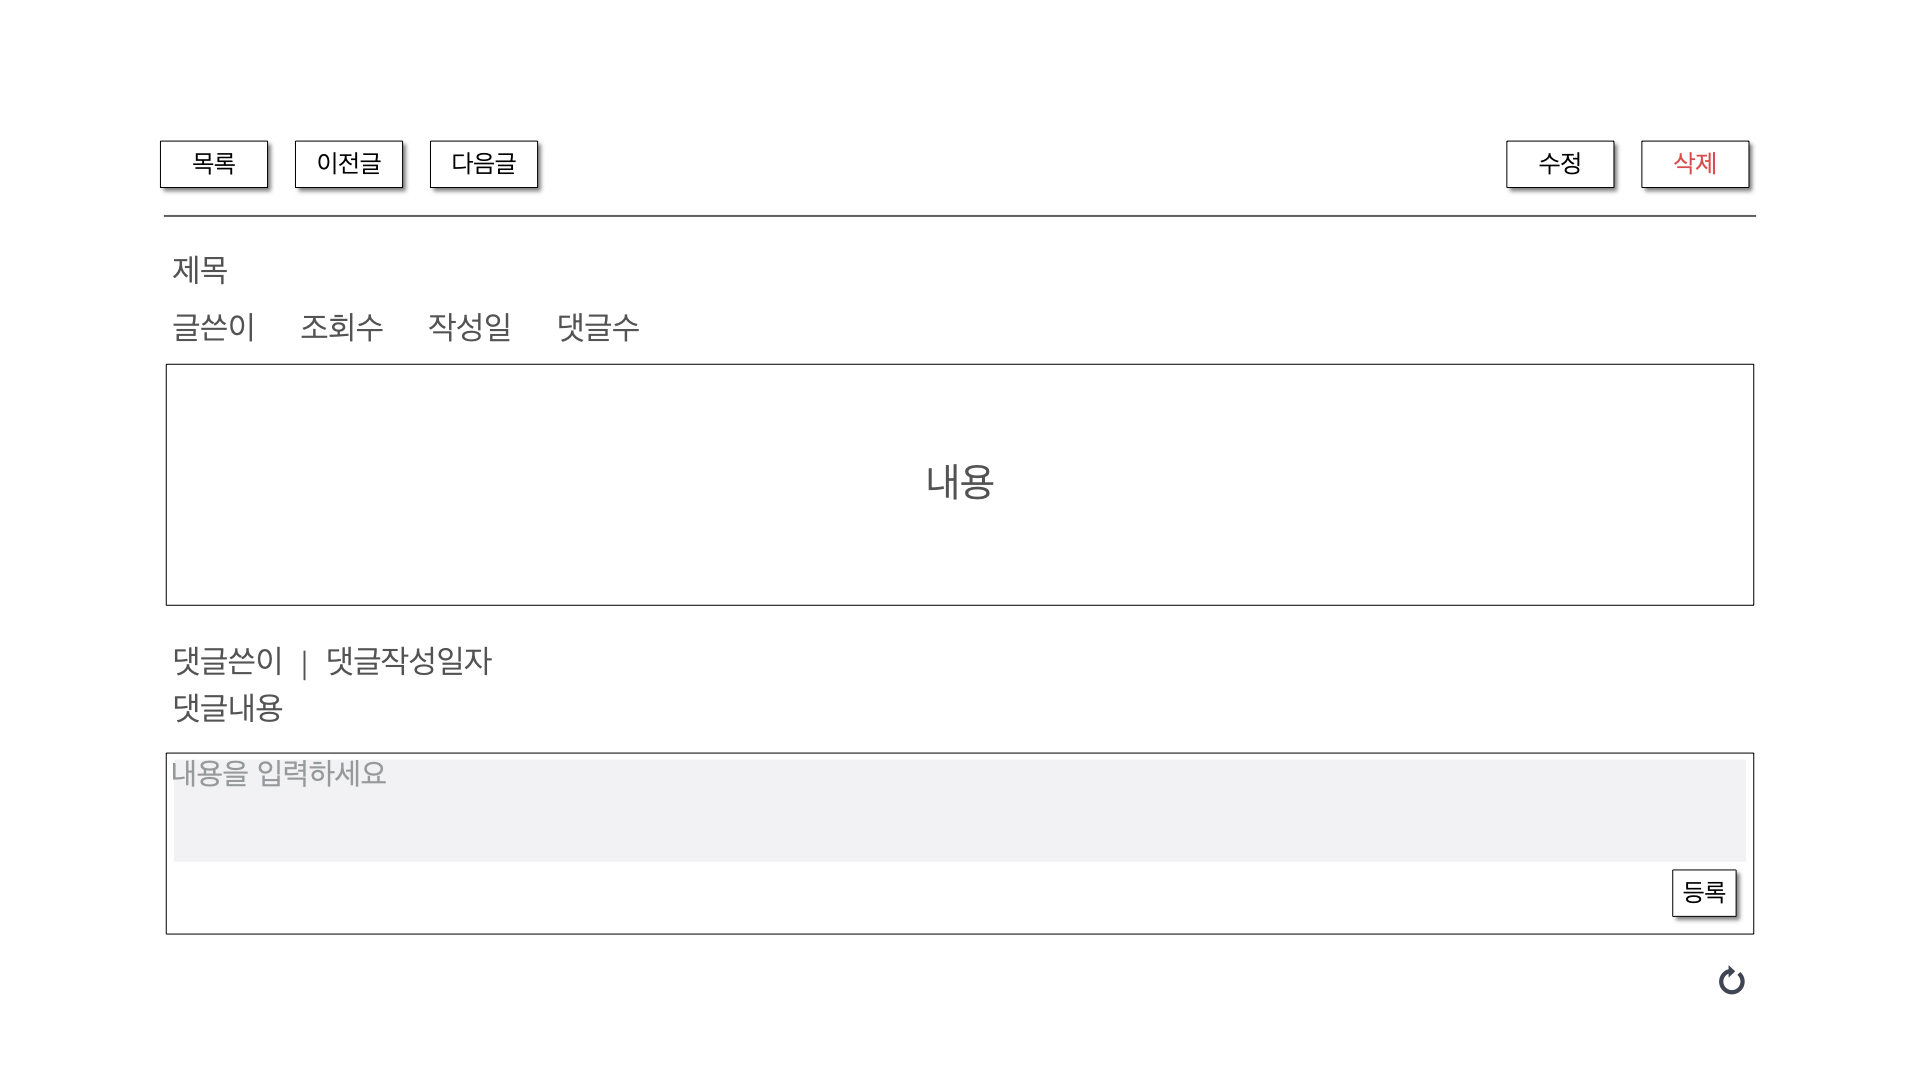 목록 이전글 다음글 수정 삭제
제목
글쓴이 조회수 작성일 댓글수
내용
댓글쓴이 | 댓글작성일자
댓글내용
내용을 입력하세요
등록